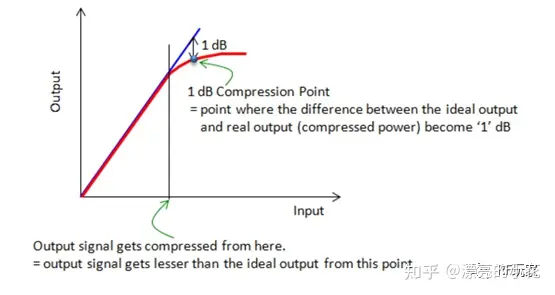 1 dB
Output
1 dB Compression Point
= point where the difference between the ideal output
and real output (compressed power) become ‘1’ dB
Input
Output signal gets compressed from here.
= output signal gets lesser than the ideal output from this point
知乎 @漂亮的